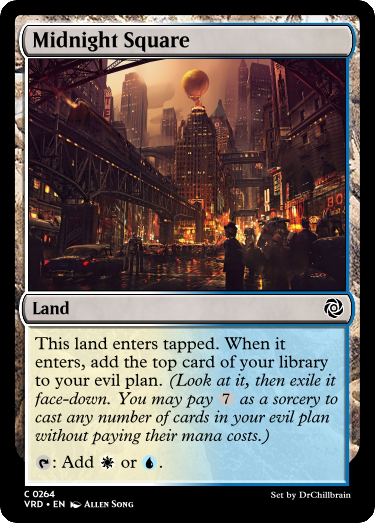 Midnight Square
Land
This land enters tapped. When it
enters, add the top card of your library
to your evil plan. (Look at it, then exile it
face-down. You may pay 7 as a sorcery to
cast any number of cards in your evil plan
without paying their mana costs.)
: Add or .
C 0264
VRD • EN Allen Song
Set by DrChillbrain